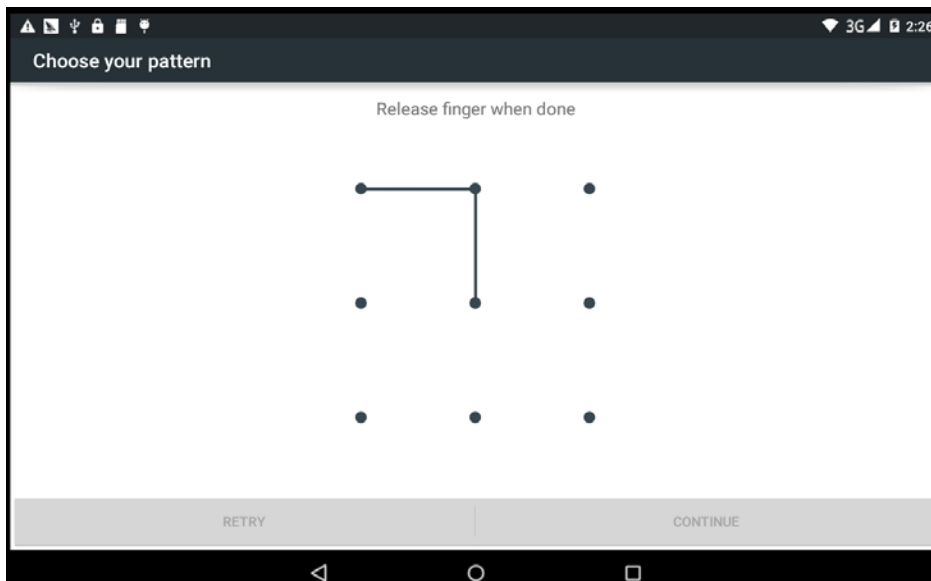 3G 2:26
Choose your pattern
Release finger when done
RETRY CONTINUE